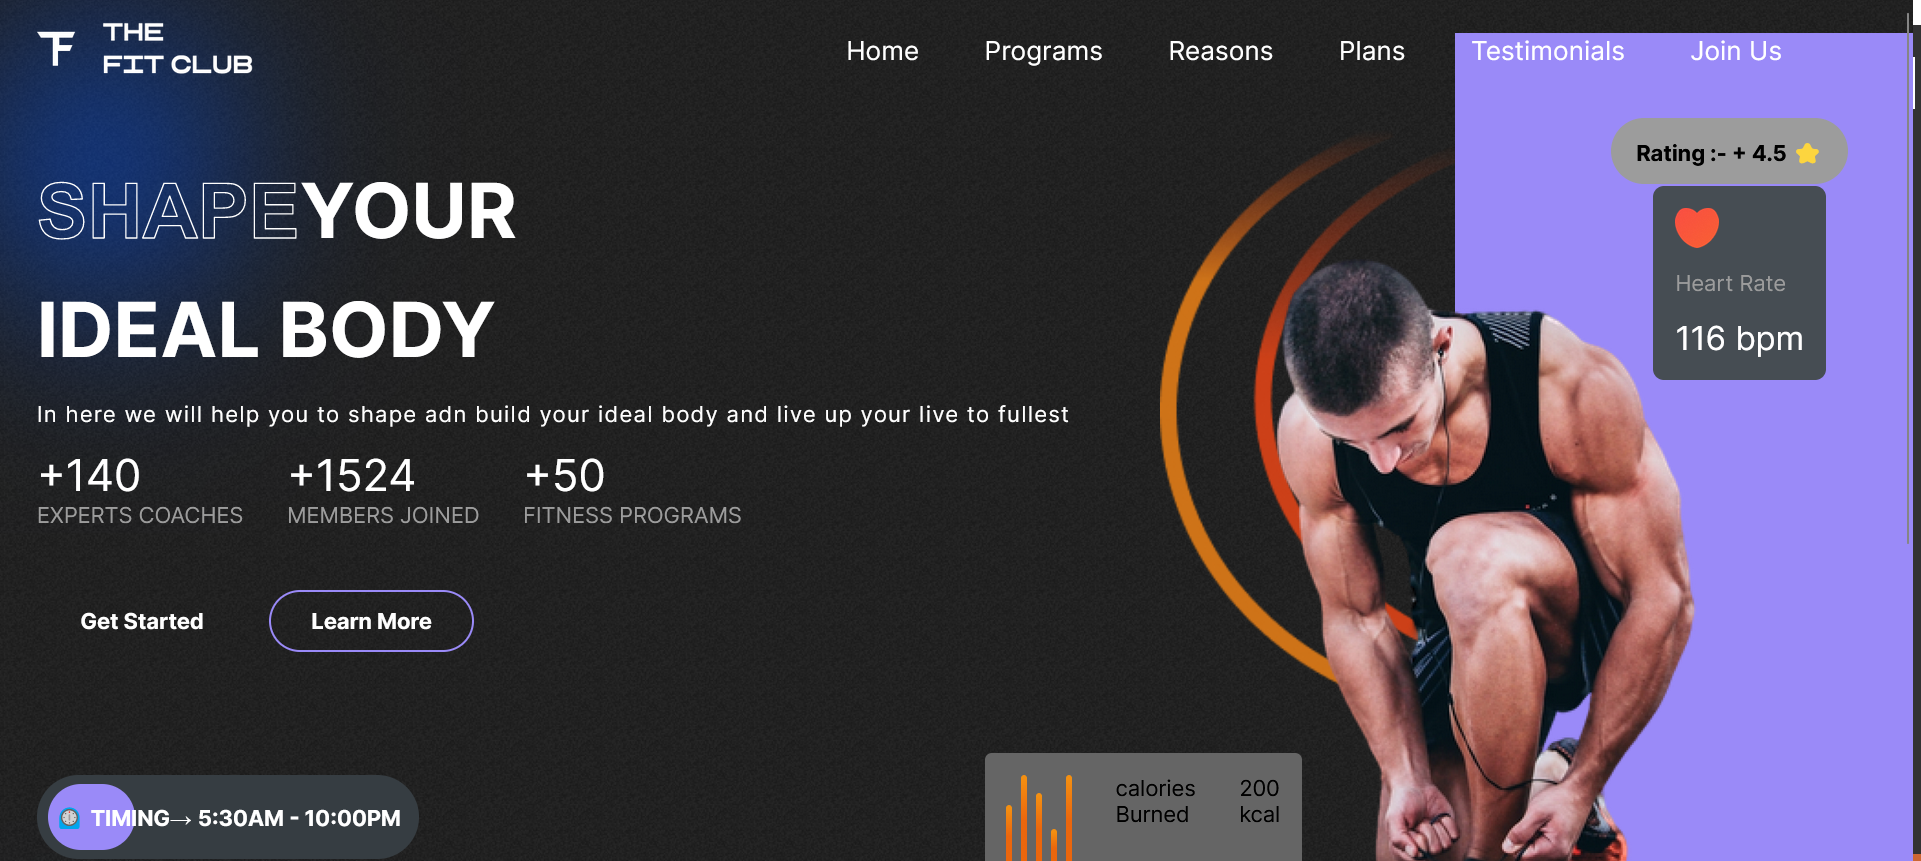 THE
FIT CLUB
Home Programs Reasons Plans Testimonials Join Us
Rating :- + 4.5 ⭐
SHAPEYOUR
IDEAL BODY
Heart Rate
116 bpm
In here we will help you to shape adn build your ideal body and live up your live to fullest
+140 +1524 +50
EXPERTS COACHES MEMBERS JOINED FITNESS PROGRAMS
Get Started Learn More
calories 200
Burned kcal
TIMING→ 5:30AM - 10:00PM